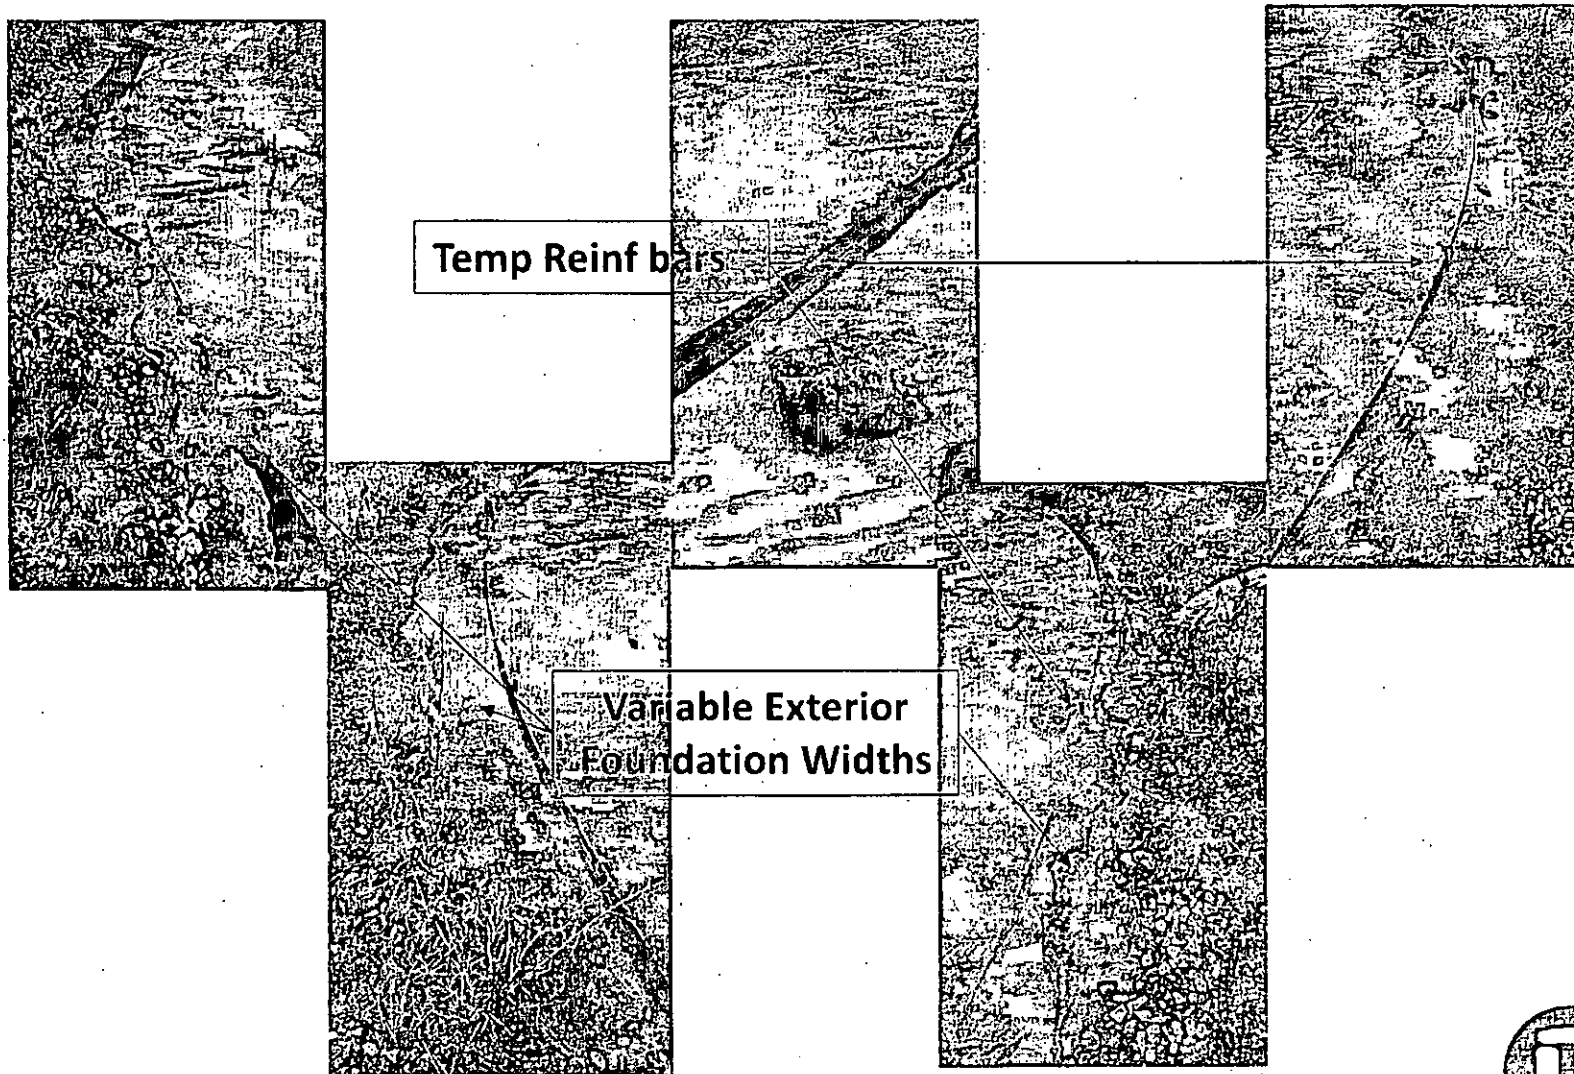 Temp Reinf bars
Variable Exterior
Foundation Widths